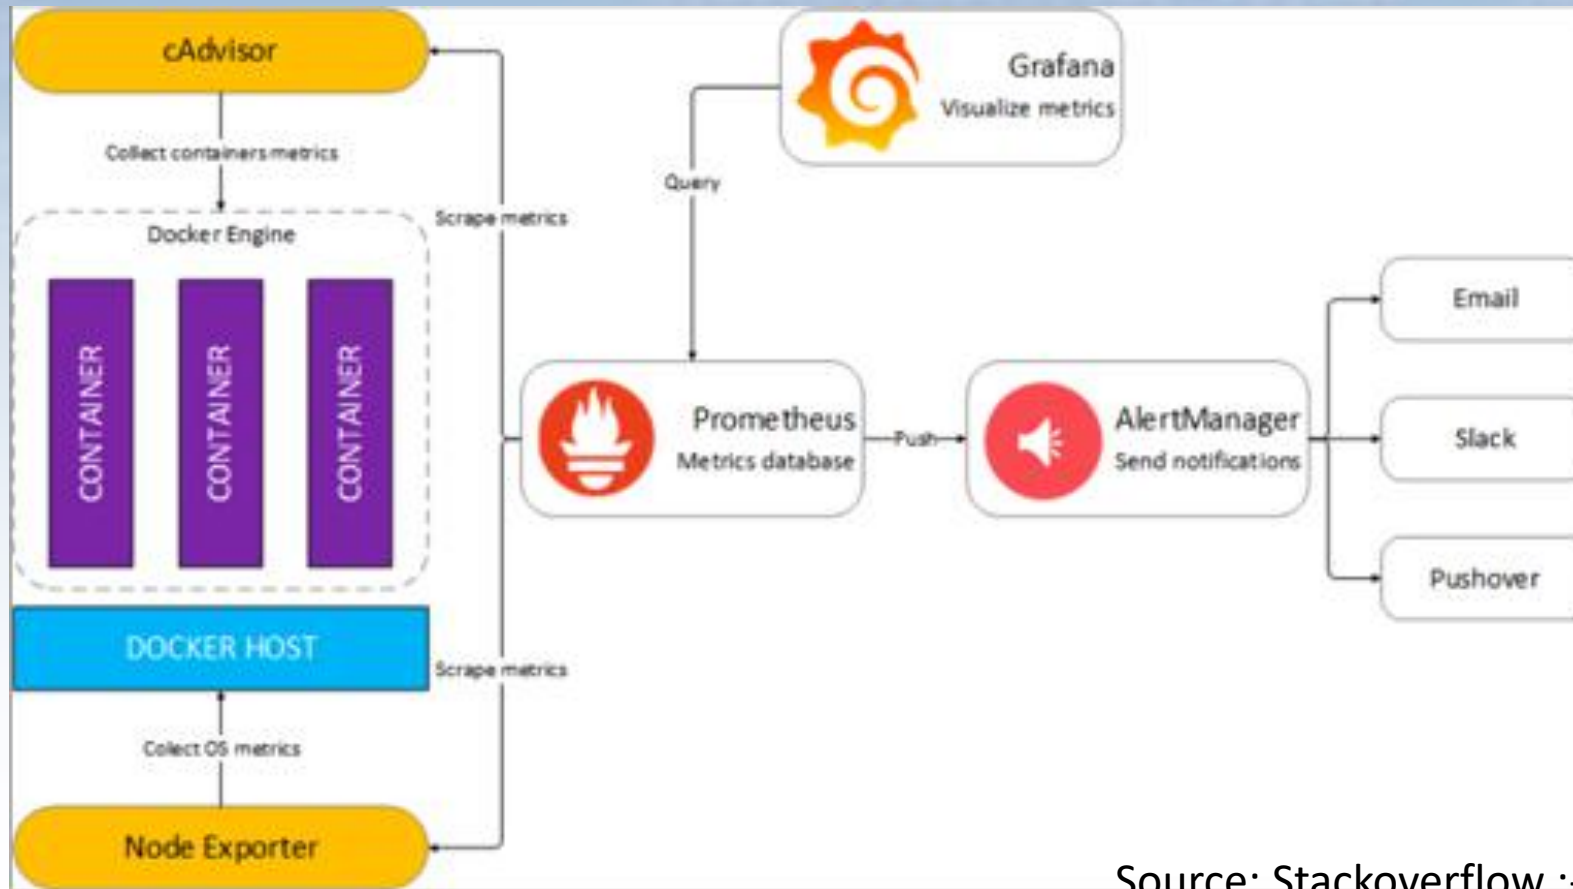 cAdvisor
Collect containers metrics
Docker Engine
CONTAINER
CONTAINER
CONTAINER
DOCKER HOST
Colect OS metrics
Node Exporter
Scrape metrics
Scrape metrics
Grafana
Visualize metrics
Query
Prometheus
Metrics database
Push
AlertManager
Send notifications
Email
Slack
Pushover
Source: Stackoverflow :-